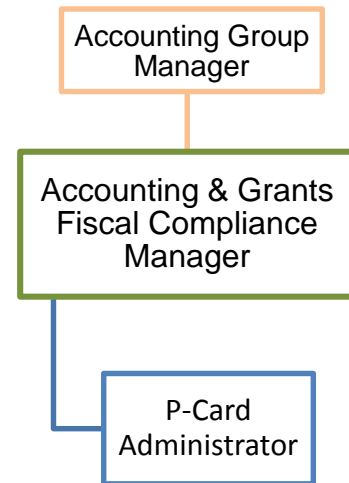 Accounting Group
Manager
Accounting & Grants
Fiscal Compliance
Manager
P-Card
Administrator